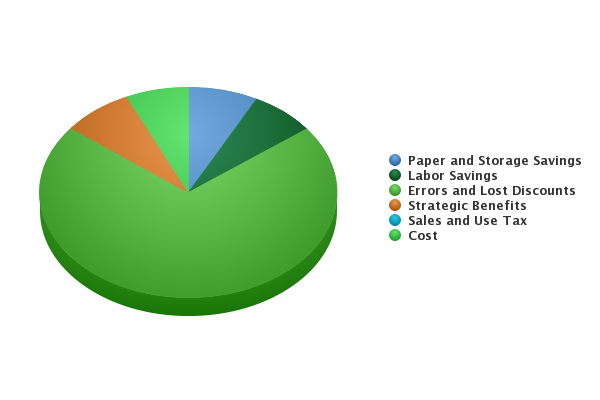 Paper and Storage Savings
Labor Savings
Errors and Lost Discounts
Strategic Benefits
Sales and Use Tax
Cost